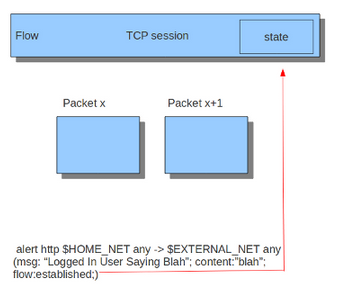 Flow TCP session state
Packet x Packet x+1
alert http $HOME_NET any -> $EXTERNAL_NET any
(msg: “Logged In User Saying Blah”; content:”blah”;
flow:established;)